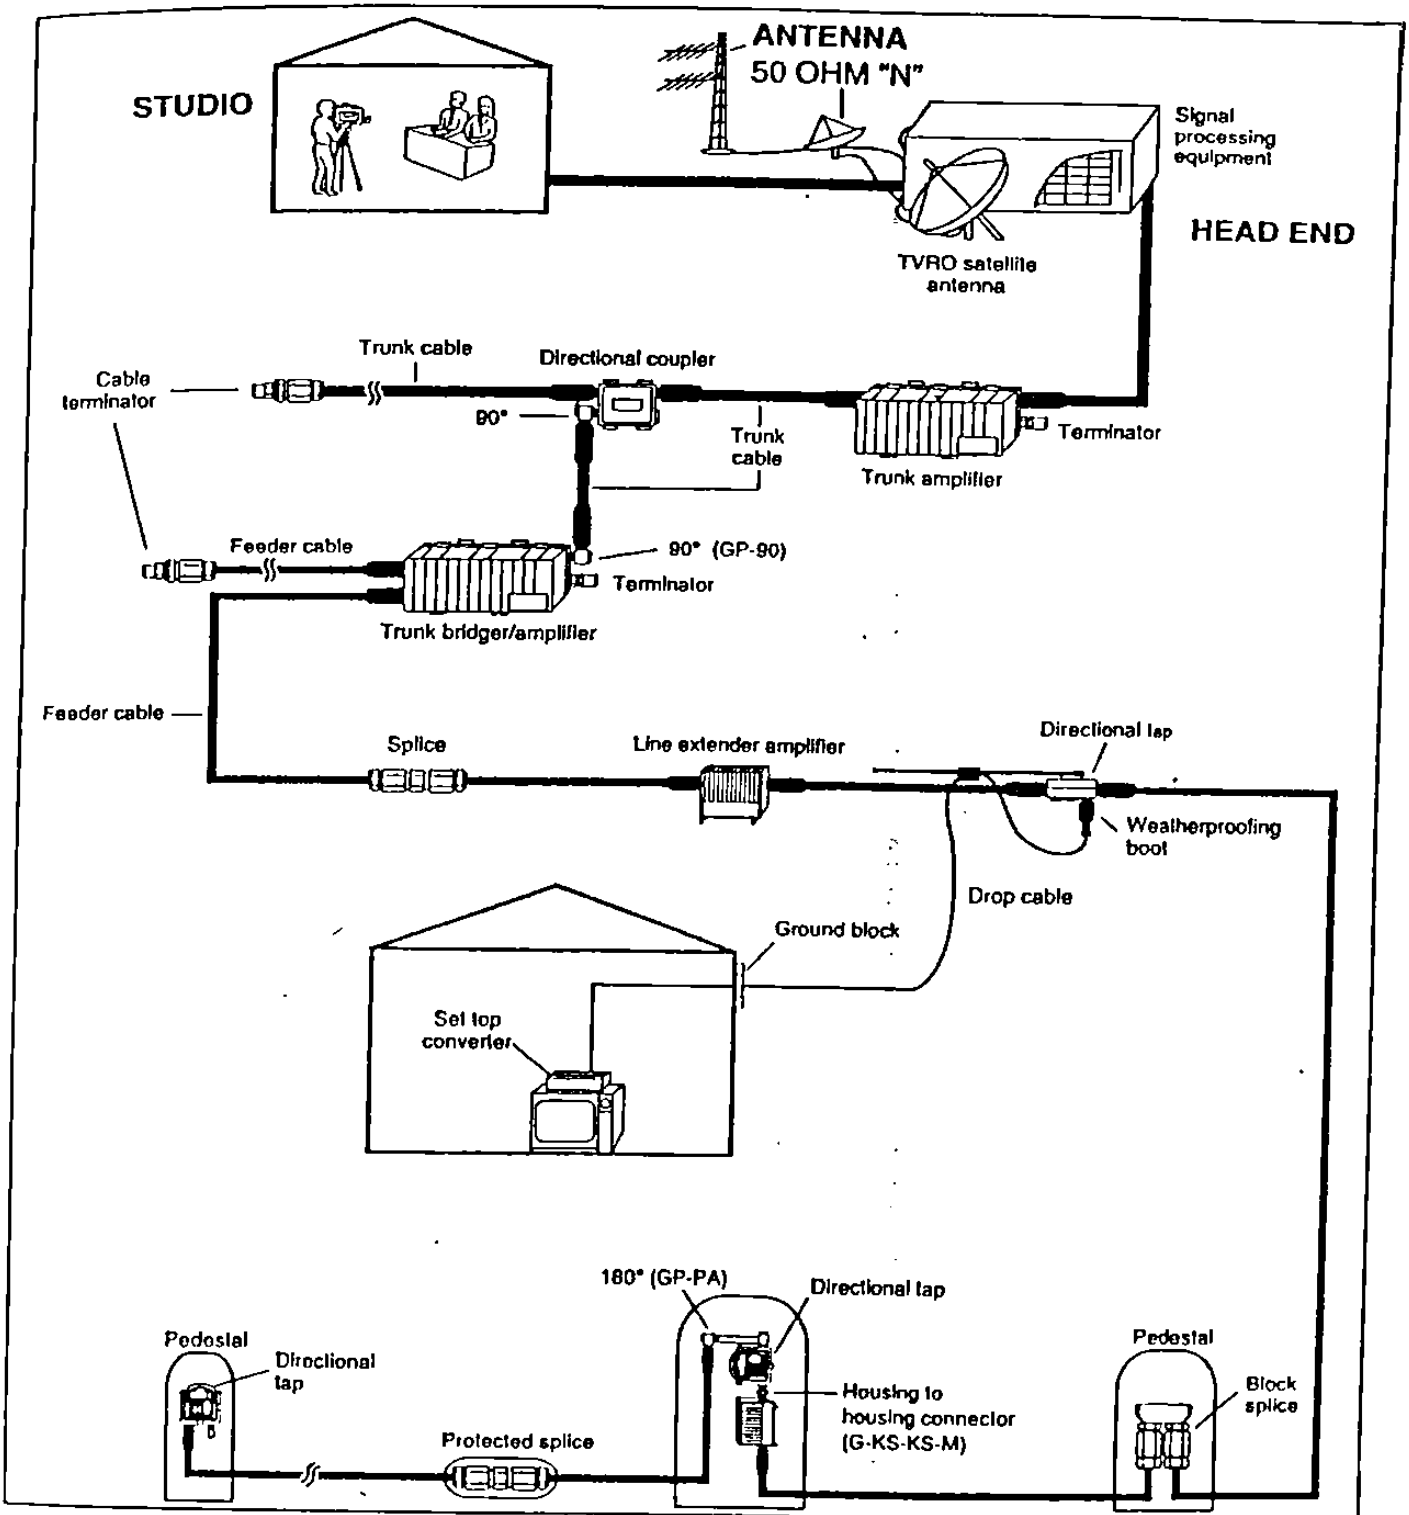 ANTENNA
50 OHM "N"
STUDIO
Signal
processing
equipment
HEAD END
TVRO satellite
antenna
Trunk cable
Directional coupler
Cable
terminator
90°
Trunk
cable
Terminator
Trunk amplifier
Feeder cable
90° (GP-90)
Terminator
Trunk bridger/amplifier
Feeder cable
Splice
Line extender amplifier
Directional tap
Weatherproofing
boot
Drop cable
Ground block
Set top
converter
180° (GP-PA)
Directional tap
Pedestal
Directional
tap
Pedestal
Housing to
housing connector
(G-KS-KS-M)
Block
splice
Protected splice